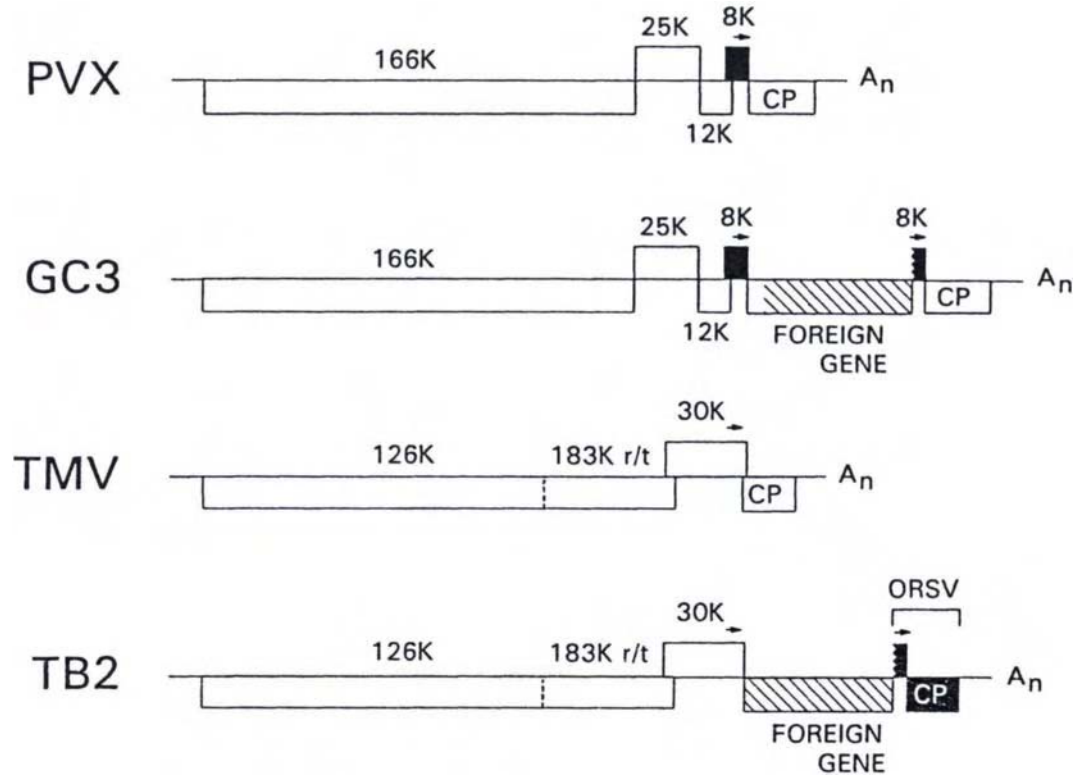 8K
25K
166K
PVX
An
CP
12K
8K
8K
25K
166K
GC3
An
CP
12K
FOREIGN
GENE
30K
126K
183K r/t
TMV
An
CP
ORSV
30K
126K
183K r/t
TB2
An
CP
FOREIGN
GENE